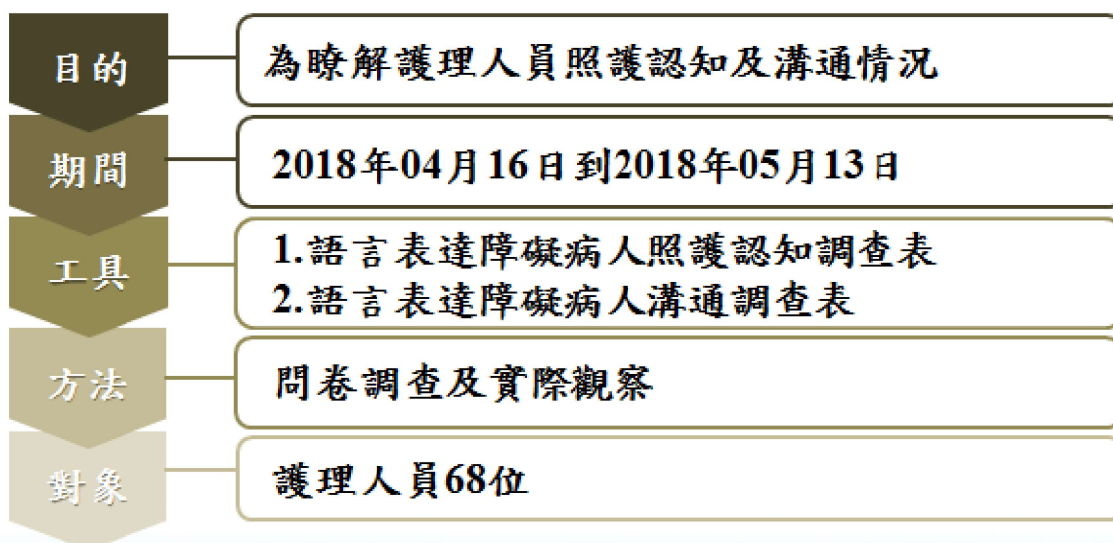 目的
為瞭解護理人員照護認知及溝通情況
期間
2018年04月16日到2018年05月13日
工具
1.語言表達障礙病人照護認知調查表
2.語言表達障礙病人溝通調查表
方法
問卷調查及實際觀察
對象
護理人員68位